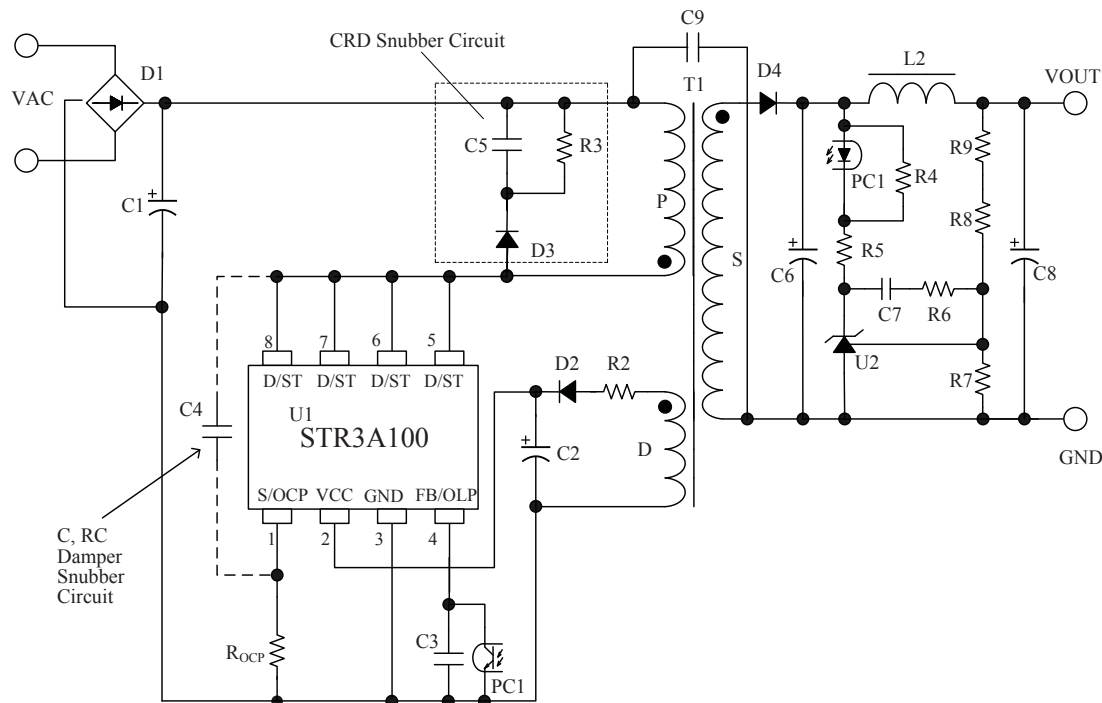 C9
CRD Snubber Circuit
L2
D1
T1
D4
VOUT
VAC
C5
R3
R9
PC1
R4
C1
P
R8
R5
D3
S
C6
C8
C7
R6
8
7
6
5
D2
R2
U2
D/ST
D/ST
D/ST
D/ST
R7
C4
U1
STR3A100
C2
D
GND
S/OCP
VCC
GND
FB/OLP
1
2
3
4
C, RC
Damper
Snubber
Circuit
C3
ROCP
PC1